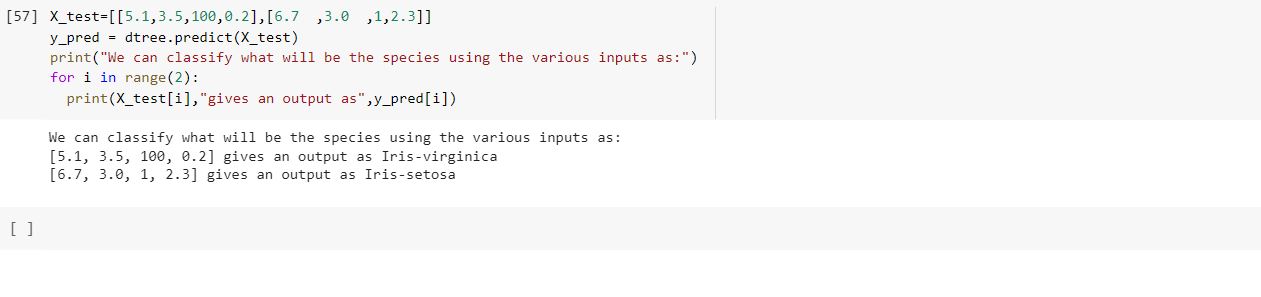 [57] X_test=[[5.1,3.5,100,0.2],[6.7  ,3.0  ,1,2.3]]
y_pred = dtree.predict(X_test)
print("We can classify what will be the species using the various inputs as:")
for i in range(2):
  print(X_test[i],"gives an output as",y_pred[i])
We can classify what will be the species using the various inputs as:
[5.1, 3.5, 100, 0.2] gives an output as Iris-virginica
[6.7, 3.0, 1, 2.3] gives an output as Iris-setosa
[ ]